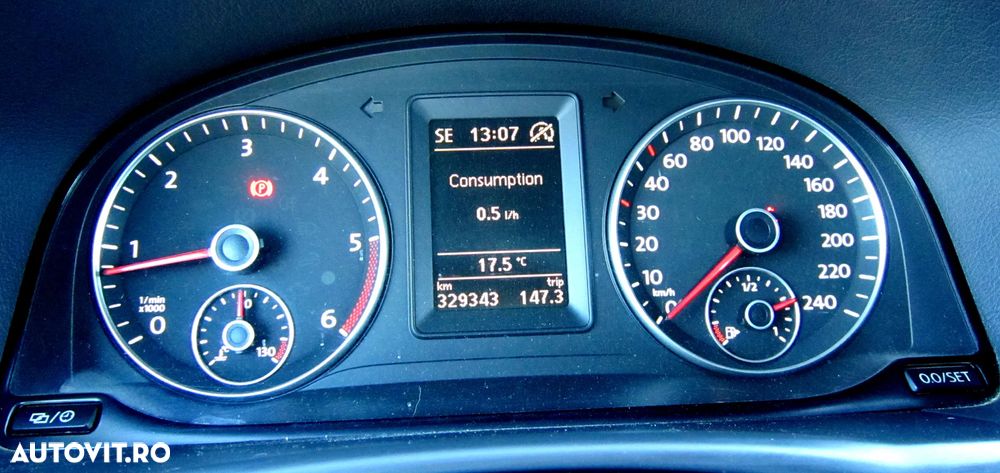 SE 13:07
Consumption
0.5 l/h
17.5 °C
km trip
329343 147.3
0 1 2 3 4 5 6
1/min
x1000
130
0 10 20 30 40 60 80 100 120 140 160 180 200 220 240
km/h
1/2
1
P
0.0/SET
AUTOVIT.RO